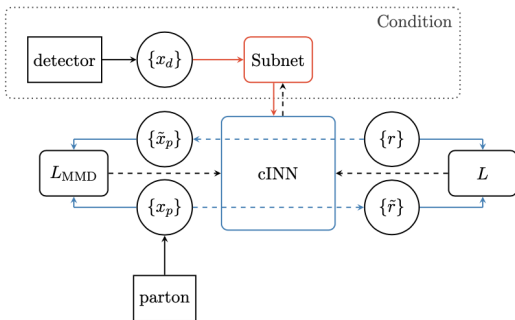 Condition
detector
{x_d}
Subnet
{x̃_p}
{r}
L_MMD
cINN
L
{x_p}
{r̃}
parton